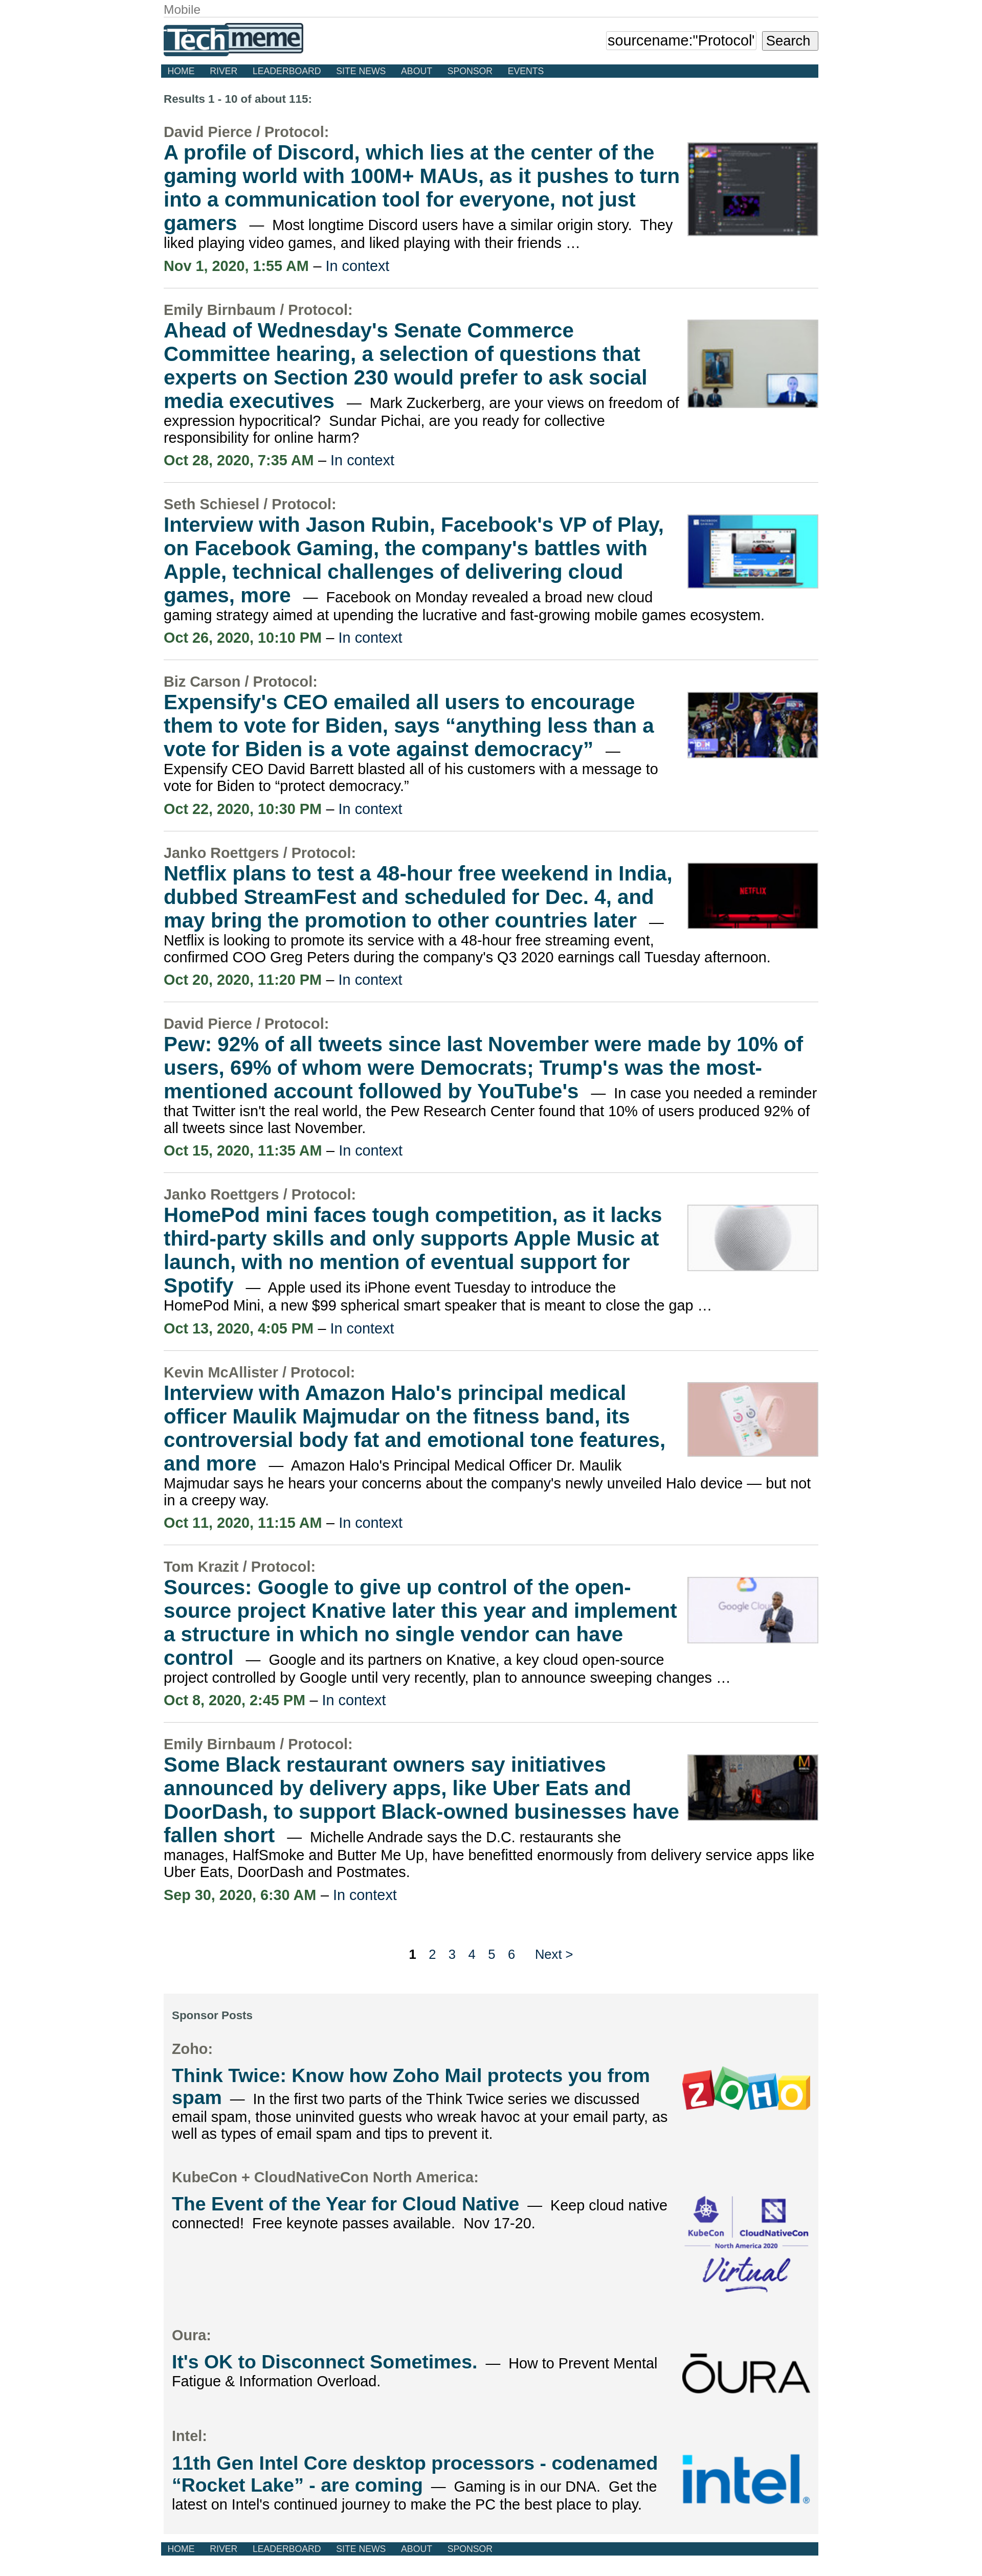 Mobile
Techmeme
sourcename:"Protocol'
Search
HOME RIVER LEADERBOARD SITE NEWS ABOUT SPONSOR EVENTS
Results 1 - 10 of about 115:
David Pierce / Protocol:
A profile of Discord, which lies at the center of the
gaming world with 100M+ MAUs, as it pushes to turn
into a communication tool for everyone, not just
gamers — Most longtime Discord users have a similar origin story. They
liked playing video games, and liked playing with their friends …
Nov 1, 2020, 1:55 AM – In context
Emily Birnbaum / Protocol:
Ahead of Wednesday's Senate Commerce
Committee hearing, a selection of questions that
experts on Section 230 would prefer to ask social
media executives — Mark Zuckerberg, are your views on freedom of
expression hypocritical? Sundar Pichai, are you ready for collective
responsibility for online harm?
Oct 28, 2020, 7:35 AM – In context
Seth Schiesel / Protocol:
Interview with Jason Rubin, Facebook's VP of Play,
on Facebook Gaming, the company's battles with
Apple, technical challenges of delivering cloud
games, more — Facebook on Monday revealed a broad new cloud
gaming strategy aimed at upending the lucrative and fast-growing mobile games ecosystem.
Oct 26, 2020, 10:10 PM – In context
Biz Carson / Protocol:
Expensify's CEO emailed all users to encourage
them to vote for Biden, says “anything less than a
vote for Biden is a vote against democracy” —
Expensify CEO David Barrett blasted all of his customers with a message to
vote for Biden to “protect democracy.”
Oct 22, 2020, 10:30 PM – In context
Janko Roettgers / Protocol:
Netflix plans to test a 48-hour free weekend in India,
dubbed StreamFest and scheduled for Dec. 4, and
may bring the promotion to other countries later —
NETFLIX
Netflix is looking to promote its service with a 48-hour free streaming event,
confirmed COO Greg Peters during the company's Q3 2020 earnings call Tuesday afternoon.
Oct 20, 2020, 11:20 PM – In context
David Pierce / Protocol:
Pew: 92% of all tweets since last November were made by 10% of
users, 69% of whom were Democrats; Trump's was the most-
mentioned account followed by YouTube's — In case you needed a reminder
that Twitter isn't the real world, the Pew Research Center found that 10% of users produced 92% of
all tweets since last November.
Oct 15, 2020, 11:35 AM – In context
Janko Roettgers / Protocol:
HomePod mini faces tough competition, as it lacks
third-party skills and only supports Apple Music at
launch, with no mention of eventual support for
Spotify — Apple used its iPhone event Tuesday to introduce the
HomePod Mini, a new $99 spherical smart speaker that is meant to close the gap …
Oct 13, 2020, 4:05 PM – In context
Kevin McAllister / Protocol:
Interview with Amazon Halo's principal medical
officer Maulik Majmudar on the fitness band, its
controversial body fat and emotional tone features,
and more — Amazon Halo's Principal Medical Officer Dr. Maulik
Majmudar says he hears your concerns about the company's newly unveiled Halo device — but not
in a creepy way.
Oct 11, 2020, 11:15 AM – In context
Tom Krazit / Protocol:
Sources: Google to give up control of the open-
source project Knative later this year and implement
a structure in which no single vendor can have
control — Google and its partners on Knative, a key cloud open-source
Google Clou
project controlled by Google until very recently, plan to announce sweeping changes …
Oct 8, 2020, 2:45 PM – In context
Emily Birnbaum / Protocol:
Some Black restaurant owners say initiatives
announced by delivery apps, like Uber Eats and
DoorDash, to support Black-owned businesses have
fallen short — Michelle Andrade says the D.C. restaurants she
manages, HalfSmoke and Butter Me Up, have benefitted enormously from delivery service apps like
Uber Eats, DoorDash and Postmates.
Sep 30, 2020, 6:30 AM – In context
1 2 3 4 5 6 Next >
Sponsor Posts
Zoho:
Think Twice: Know how Zoho Mail protects you from
spam — In the first two parts of the Think Twice series we discussed
email spam, those uninvited guests who wreak havoc at your email party, as
well as types of email spam and tips to prevent it.
ZOHO
KubeCon + CloudNativeCon North America:
The Event of the Year for Cloud Native — Keep cloud native
connected! Free keynote passes available. Nov 17-20.
KubeCon CloudNativeCon
North America 2020
Virtual
Oura:
It's OK to Disconnect Sometimes. — How to Prevent Mental
Fatigue & Information Overload.
ŌURA
Intel:
11th Gen Intel Core desktop processors - codenamed
“Rocket Lake” - are coming — Gaming is in our DNA. Get the
latest on Intel's continued journey to make the PC the best place to play.
intel®
HOME RIVER LEADERBOARD SITE NEWS ABOUT SPONSOR